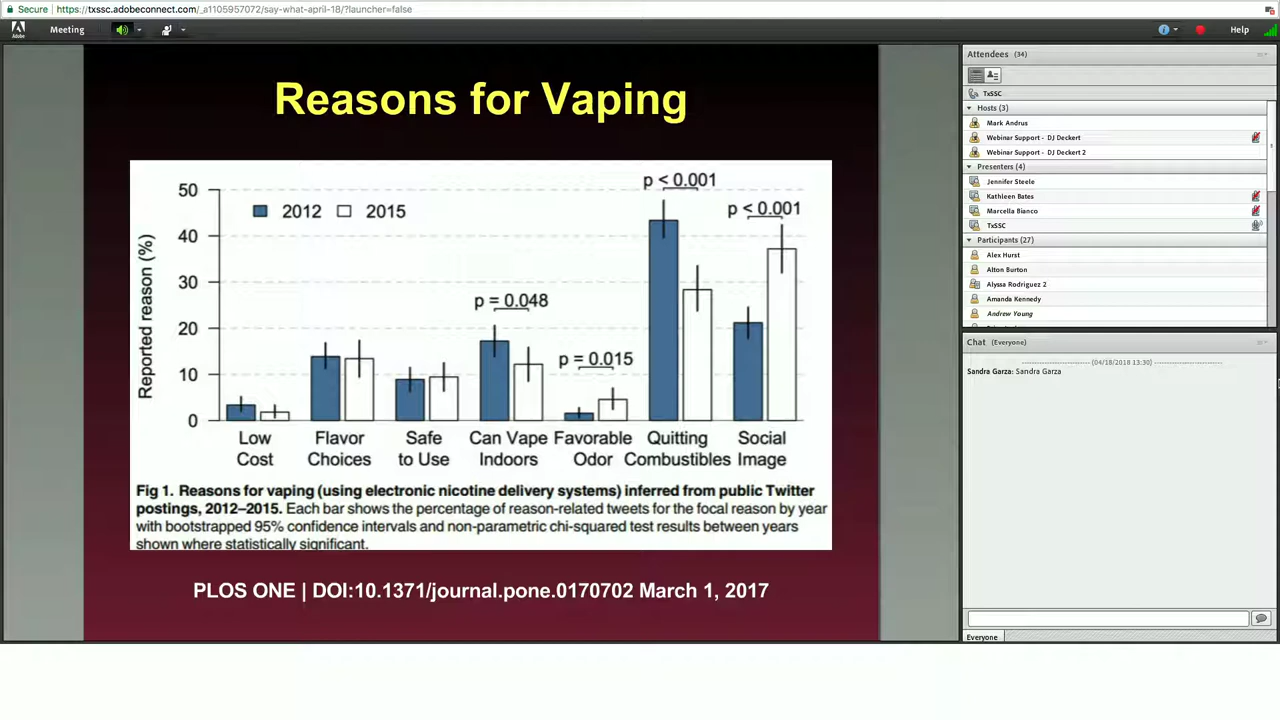 Secure https://txssc.adobeconnect.com/_a1105957072/say-what-april-18/?launcher=false
Adobe
Meeting
Help
Reasons for Vaping
50
40
30
20
10
0
Reported reason (%)
2012 2015
p = 0.048
p = 0.015
p < 0.001
p < 0.001
Low Cost
Flavor Choices
Safe to Use
Can Vape Indoors
Favorable Odor
Quitting Combustibles
Social Image
Fig 1. Reasons for vaping (using electronic nicotine delivery systems) inferred from public Twitter
postings, 2012–2015. Each bar shows the percentage of reason-related tweets for the focal reason by year
with bootstrapped 95% confidence intervals and non-parametric chi-squared test results between years
shown where statistically significant.
PLOS ONE | DOI:10.1371/journal.pone.0170702 March 1, 2017
Attendees (34)
TxSSC
Hosts (3)
Mark Andrus
Webinar Support - DJ Deckert
Webinar Support - DJ Deckert 2
Presenters (4)
Jennifer Steele
Kathleen Bates
Marcella Bianco
TxSSC
Participants (27)
Alex Hurst
Alton Burton
Alyssa Rodriguez 2
Amanda Kennedy
Andrew Young
Chat (Everyone)
[04/18/2018 13:30]
Sandra Garza: Sandra Garza
Everyone